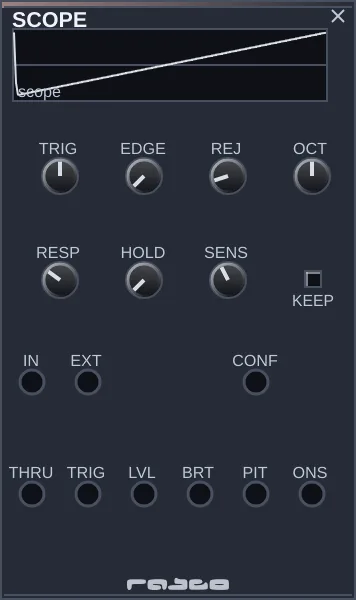 SCOPE
scope
TRIG EDGE REJ OCT
RESP HOLD SENS
KEEP
IN EXT CONF
THRU TRIG LVL BRT PIT ONS